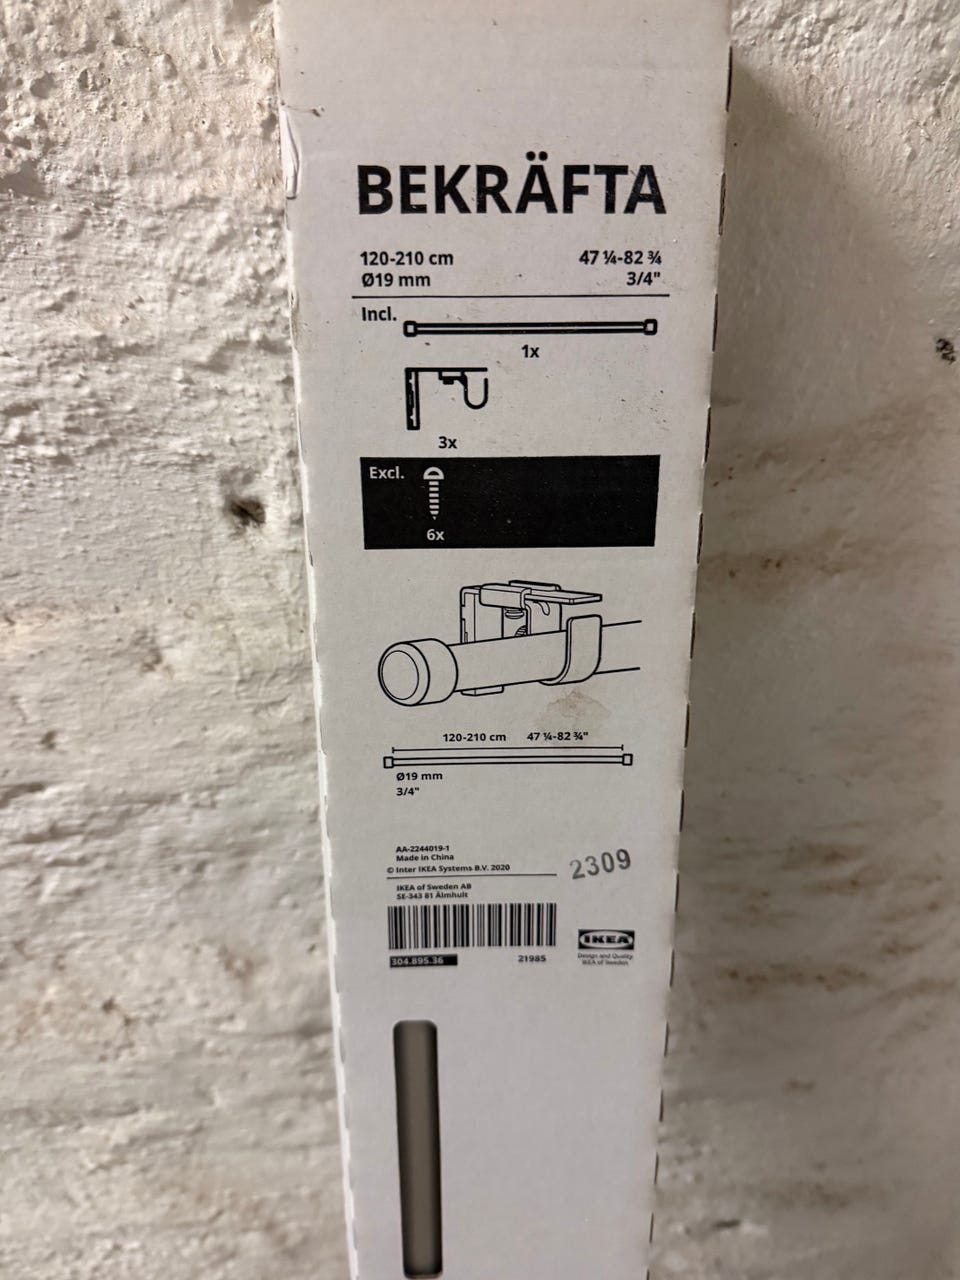 BEKRÄFTA
120-210 cm 47 ¼-82 ¾
Ø19 mm 3/4"
Incl.
1x
3x
Excl.
6x
120-210 cm 47 ¼-82 ¾"
Ø19 mm
3/4"
AA-2244019-1
Made in China
© Inter IKEA Systems B.V. 2020
2309
IKEA of Sweden AB
SE-343 81 Älmhult
IKEA
304.895.36 21985
Design and Quality
IKEA of Sweden